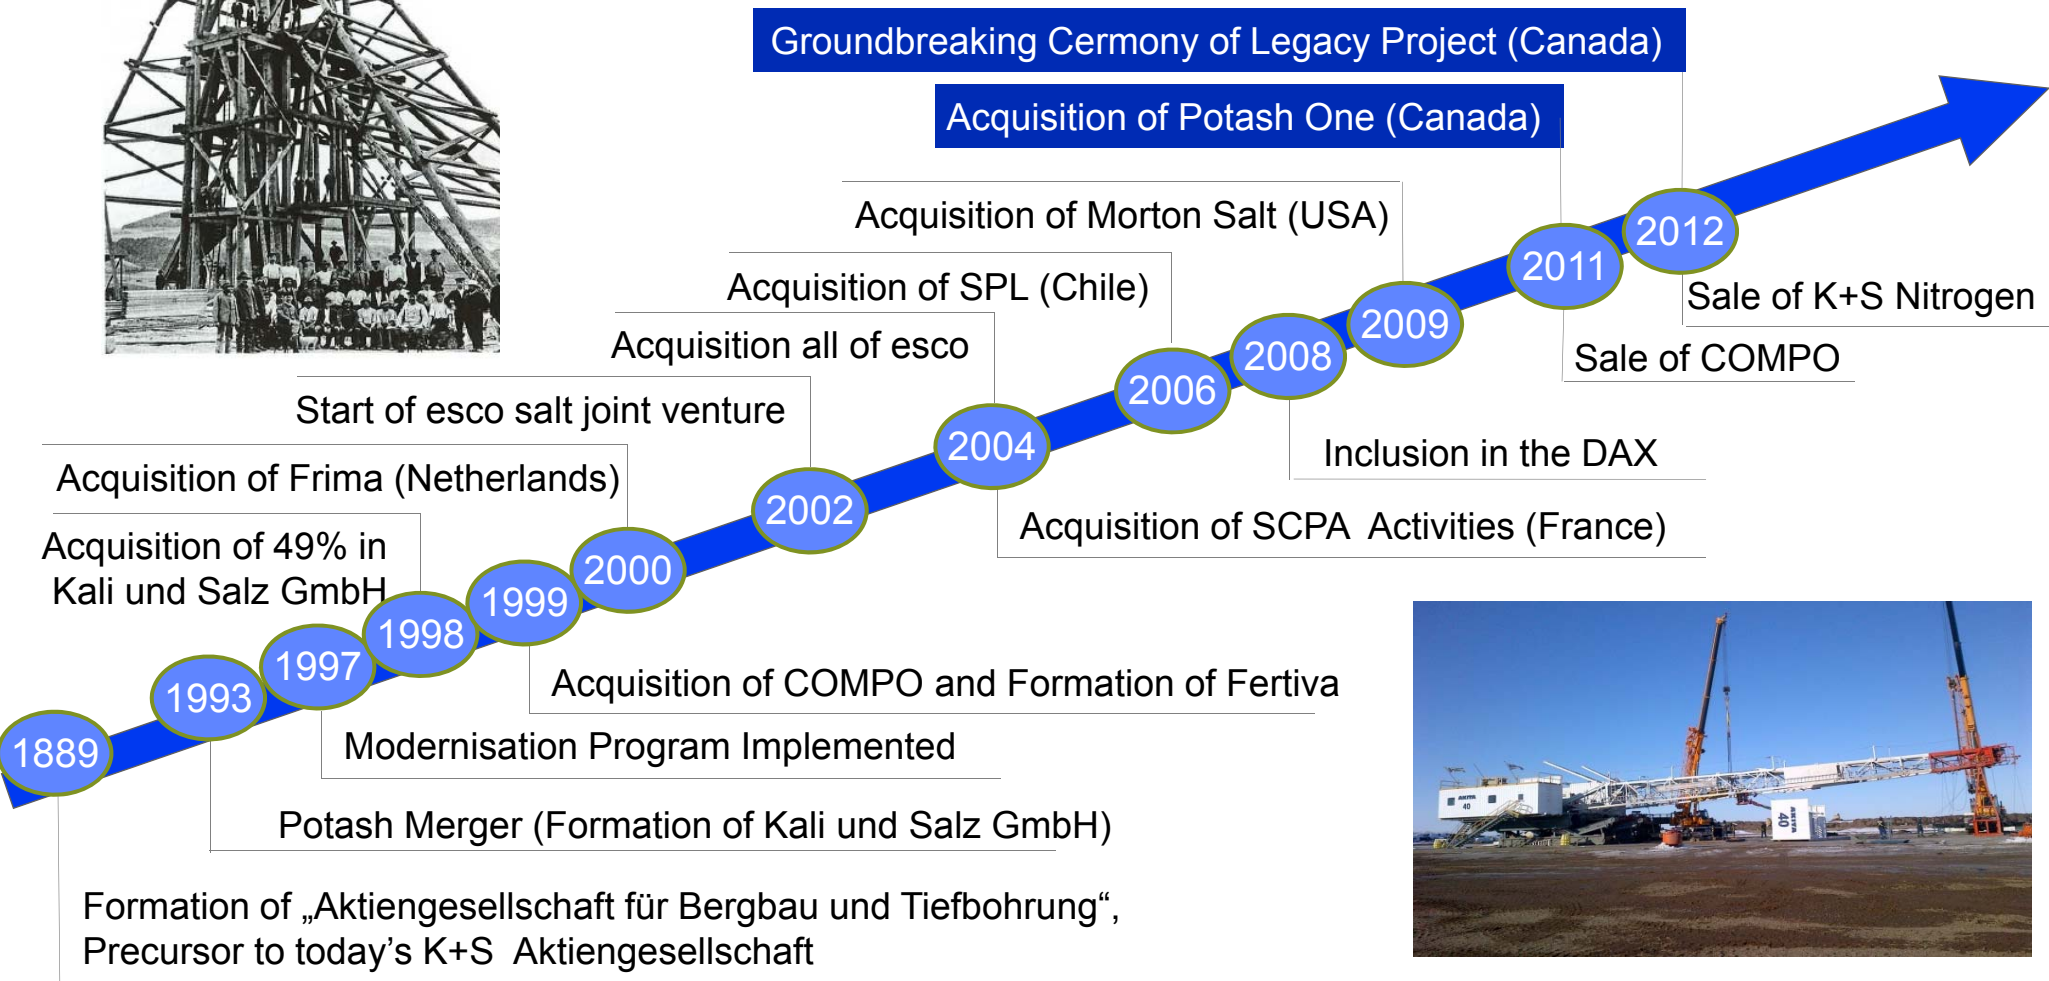 Groundbreaking Cermony of Legacy Project (Canada)
Acquisition of Potash One (Canada)
Acquisition of Morton Salt (USA)
Acquisition of SPL (Chile)
Acquisition all of esco
Start of esco salt joint venture
Acquisition of Frima (Netherlands)
Acquisition of 49% in
Kali und Salz GmbH
1889
1993
1997
1998
1999
2000
2002
2004
2006
2008
2009
2011
2012
Sale of K+S Nitrogen
Sale of COMPO
Inclusion in the DAX
Acquisition of SCPA Activities (France)
Acquisition of COMPO and Formation of Fertiva
Modernisation Program Implemented
Potash Merger (Formation of Kali und Salz GmbH)
Formation of „Aktiengesellschaft für Bergbau und Tiefbohrung“,
Precursor to today’s K+S Aktiengesellschaft
AKITA
40
AKITA
40